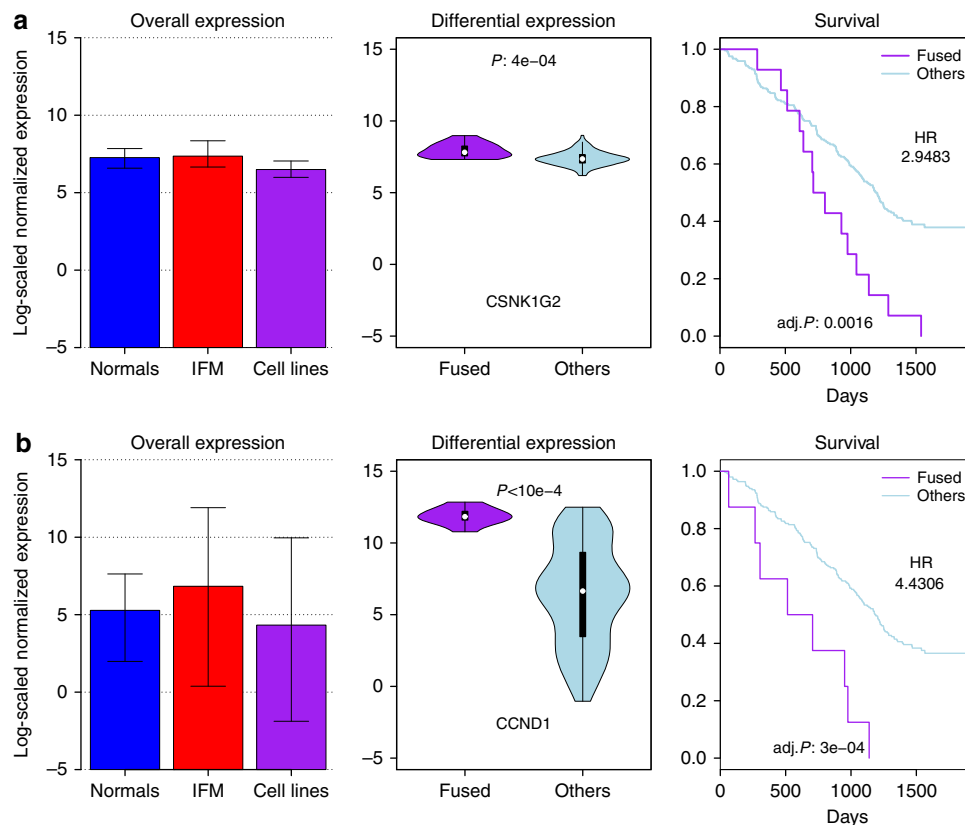 a
Overall expression
Differential expression
Survival
Log-scaled normalized expression
15
10
5
0
−5
Normals
IFM
Cell lines
15
10
5
0
−5
P: 4e−04
CSNK1G2
Fused
Others
1.0
0.8
0.6
0.4
0.2
0.0
Fused
Others
HR
2.9483
adj.P: 0.0016
0
500
1000
1500
Days
b
Overall expression
Differential expression
Survival
Log-scaled normalized expression
15
10
5
0
−5
Normals
IFM
Cell lines
15
10
5
0
−5
P<10e−4
CCND1
Fused
Others
1.0
0.8
0.6
0.4
0.2
0.0
Fused
Others
HR
4.4306
adj.P: 3e−04
0
500
1000
1500
Days